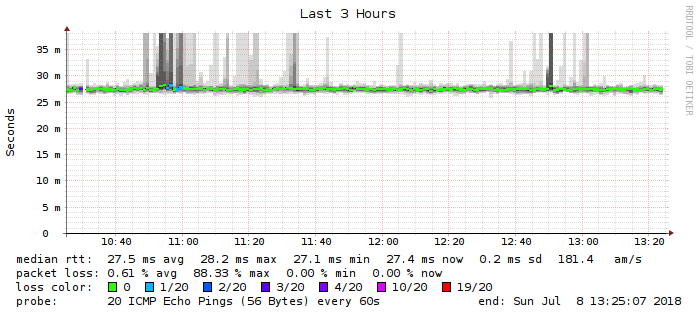 Last 3 Hours
RRDTOOL / TOBI OETIKER
Seconds
35 m
30 m
25 m
20 m
15 m
10 m
5 m
0
10:40 11:00 11:20 11:40 12:00 12:20 12:40 13:00 13:20
median rtt: 27.5 ms avg 28.2 ms max 27.1 ms min 27.4 ms now 0.2 ms sd 181.4 am/s
packet loss: 0.61 % avg 88.33 % max 0.00 % min 0.00 % now
loss color: 0 1/20 2/20 3/20 4/20 10/20 19/20
probe: 20 ICMP Echo Pings (56 Bytes) every 60s end: Sun Jul 8 13:25:07 2018